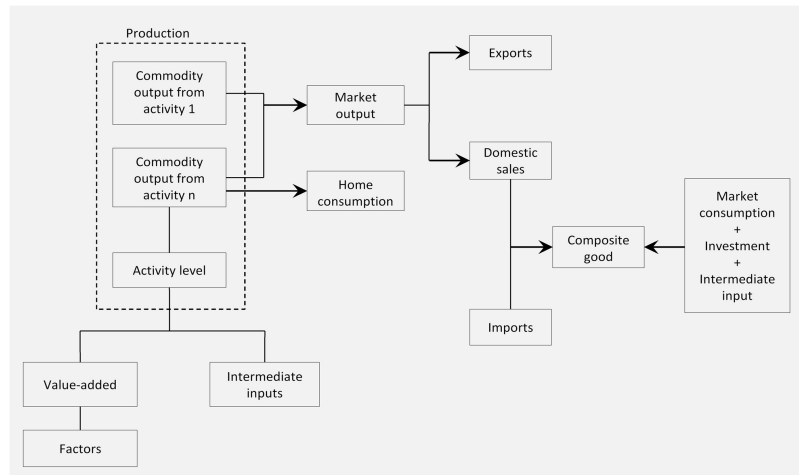 Production
Commodity
output from
activity 1
Commodity
output from
activity n
Activity level
Value-added
Factors
Intermediate
inputs
Market
output
Home
consumption
Exports
Domestic
sales
Imports
Composite
good
Market
consumption
+
Investment
+
Intermediate
input